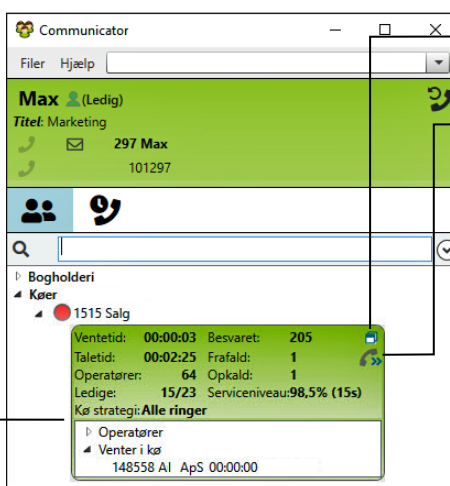 Communicator
Filer Hjælp
Max (Ledig)
Titel: Marketing
297 Max
101297
Bogholderi
Køer
1515 Salg
Ventetid: 00:00:03 Besvaret: 205
Taletid: 00:02:25 Frafald: 1
Operatører: 64 Opkald: 1
Ledige: 15/23 Serviceniveau:98,5% (15s)
Kø strategi:Alle ringer
Operatører
Venter i kø
148558 Al ApS 00:00:00